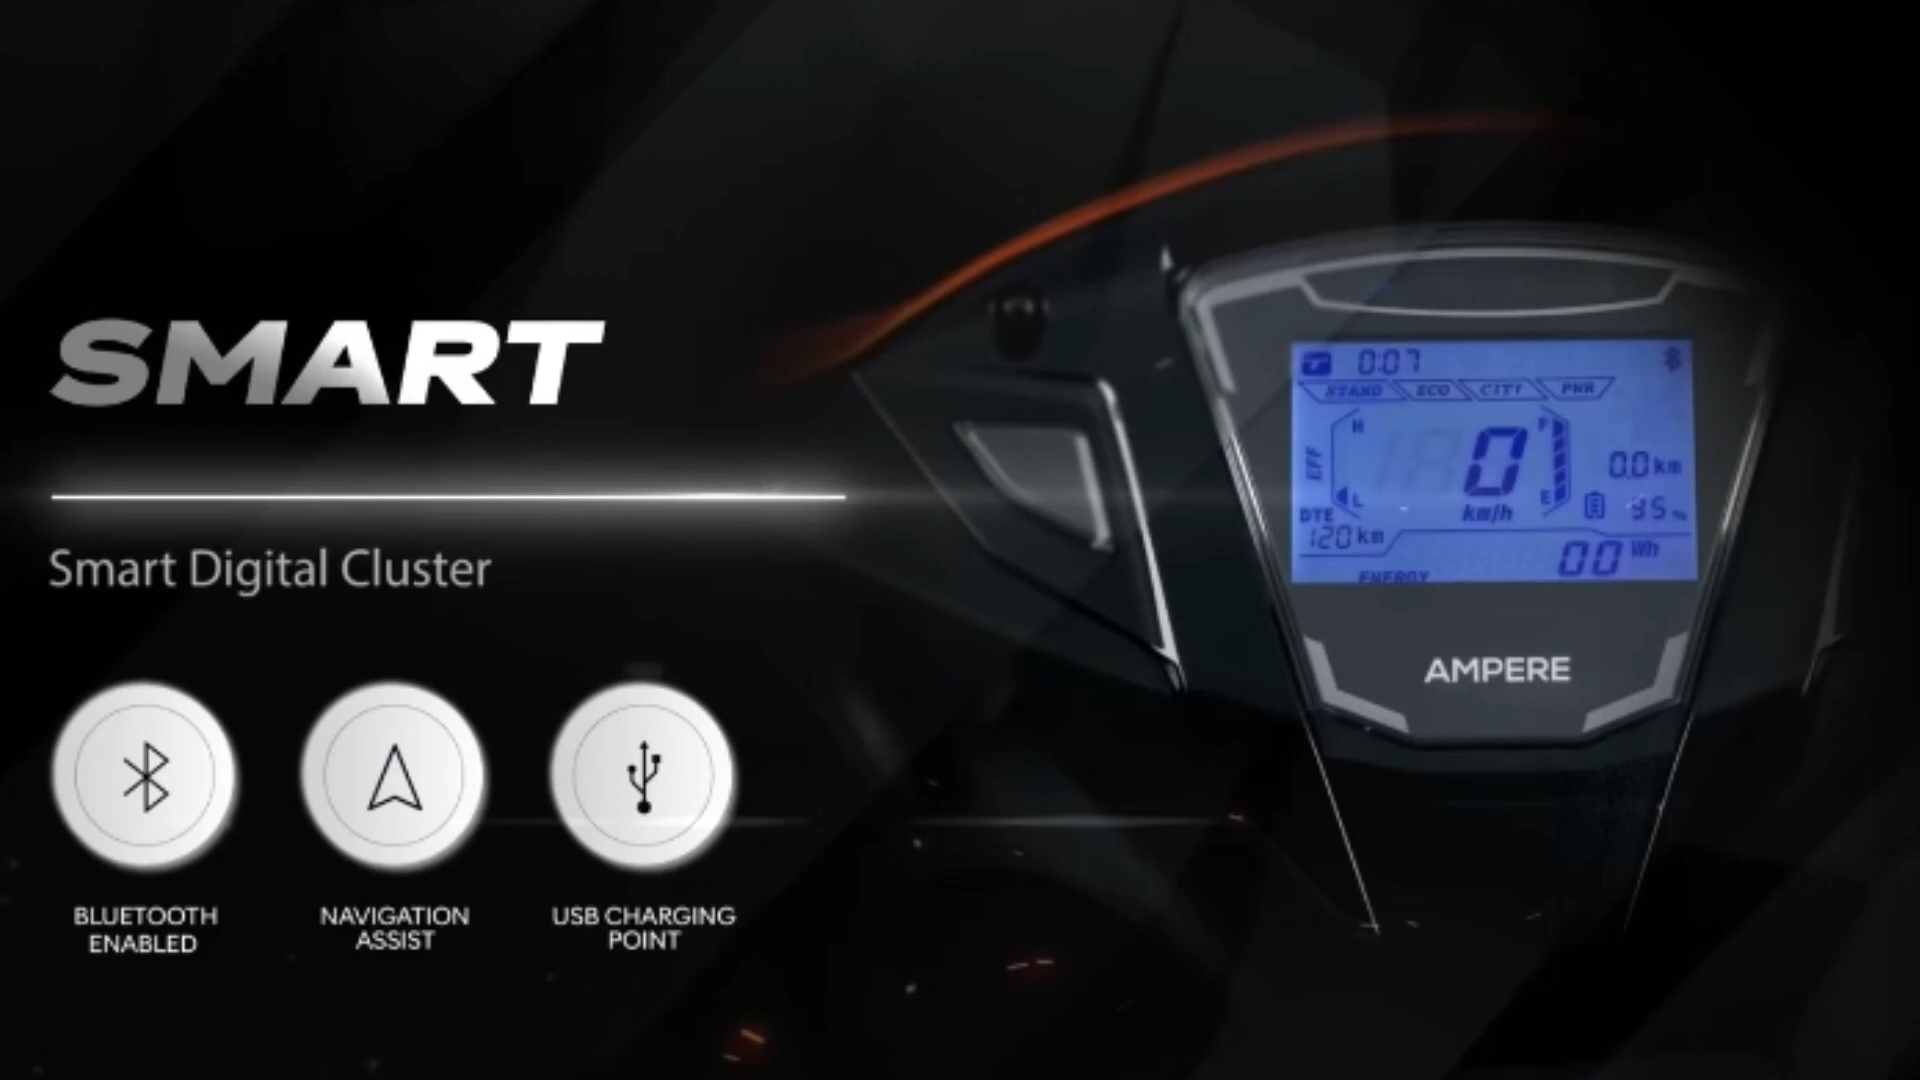 SMART
Smart Digital Cluster
BLUETOOTH
ENABLED
NAVIGATION
ASSIST
USB CHARGING
POINT
0:07
STAND ECO CITY PWR
H
F
EFF
0
0.0 km
L
E
km/h
DTE
120 km
00 Wh
ENERGY
AMPERE